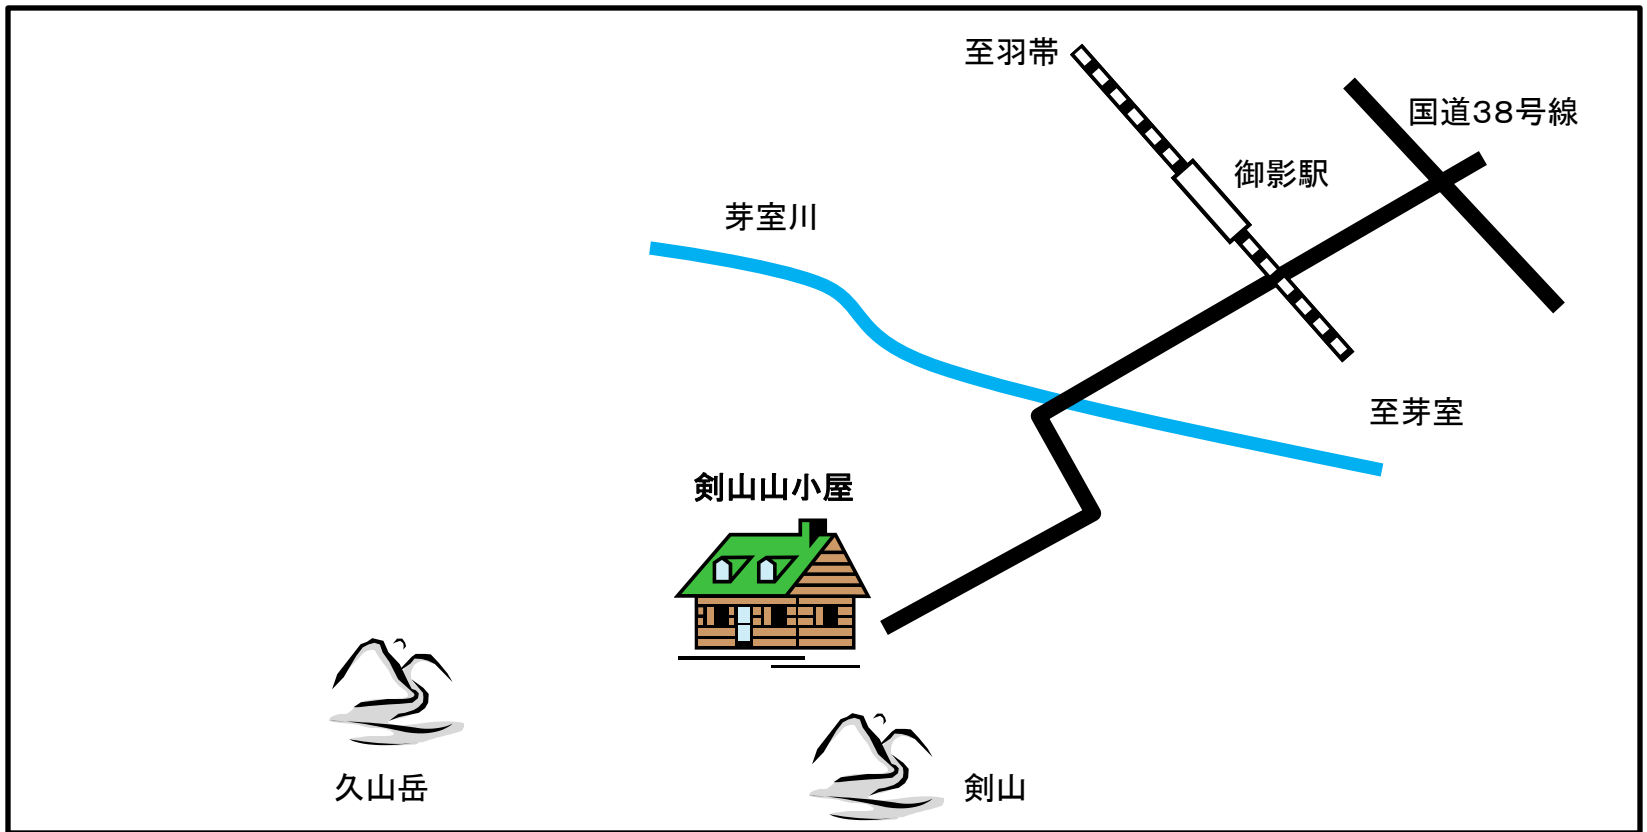 至羽帯
国道38号線
御影駅
芽室川
至芽室
剣山山小屋
久山岳
剣山